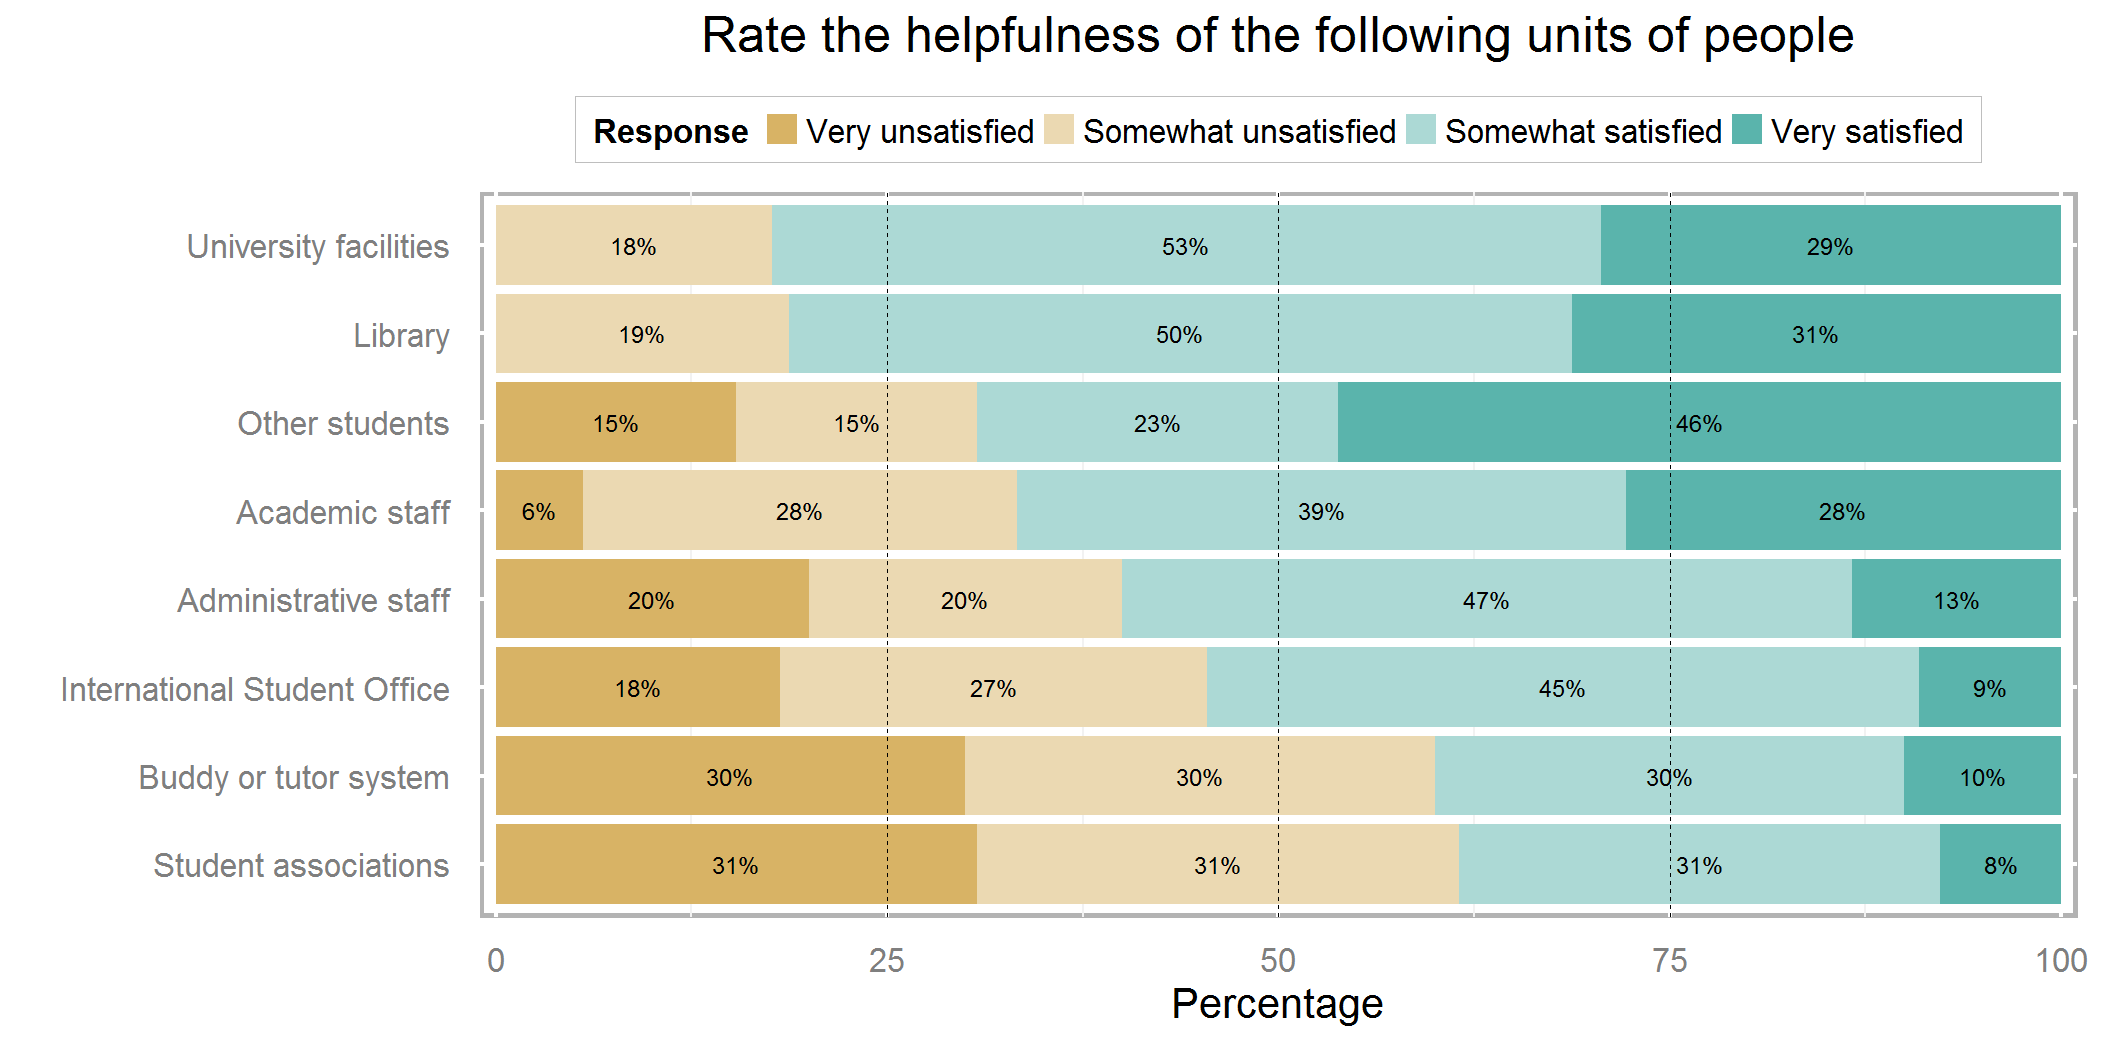 Rate the helpfulness of the following units of people
Response Very unsatisfied Somewhat unsatisfied Somewhat satisfied Very satisfied
University facilities 18% 53% 29%
Library 19% 50% 31%
Other students 15% 15% 23% 46%
Academic staff 6% 28% 39% 28%
Administrative staff 20% 20% 47% 13%
International Student Office 18% 27% 45% 9%
Buddy or tutor system 30% 30% 30% 10%
Student associations 31% 31% 31% 8%
0 25 50 75 100
Percentage